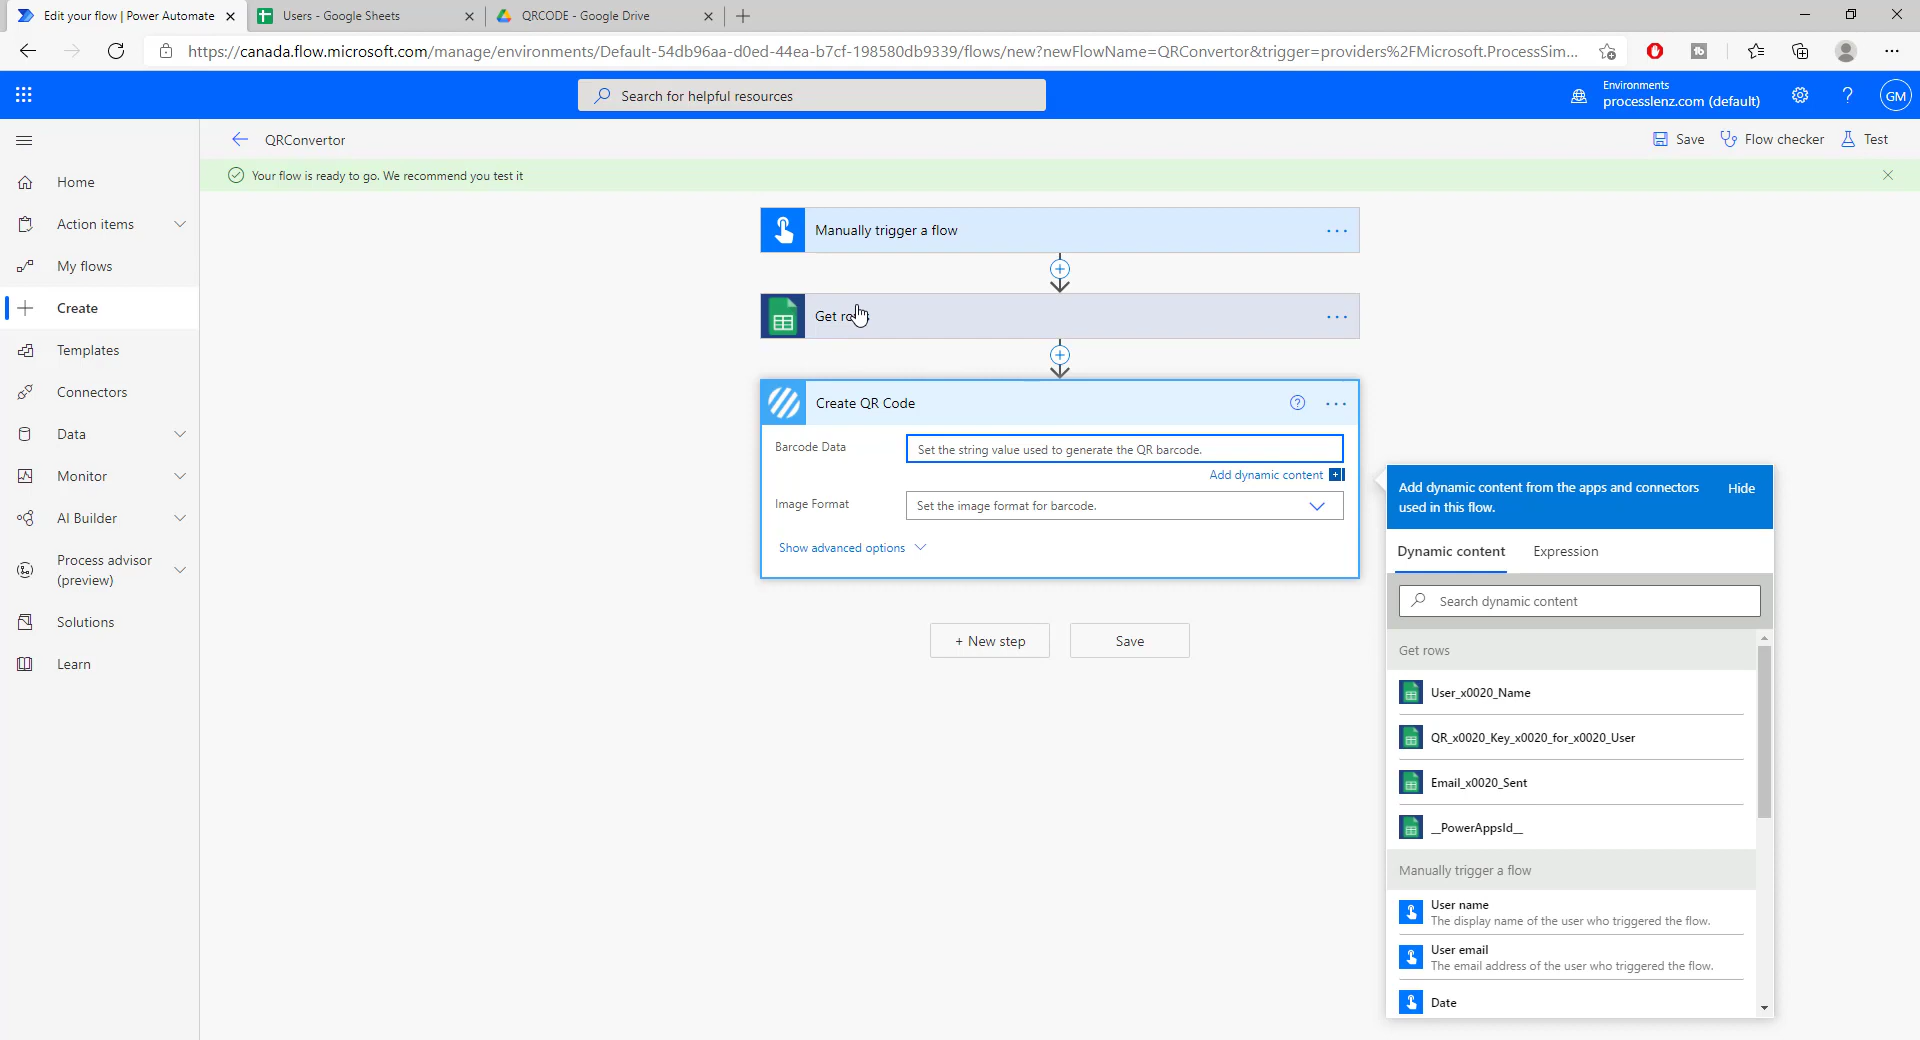 Edit your flow | Power Automate
Users - Google Sheets
QRCODE - Google Drive
https://canada.flow.microsoft.com/manage/environments/Default-54db96aa-d0ed-44ea-b7cf-198580db9339/flows/new?newFlowName=QRConvertor&trigger=providers%2FMicrosoft.ProcessSim...
Search for helpful resources
Environments
processlenz.com (default)
?
GM
QRConvertor
Save
Flow checker
Test
Your flow is ready to go. We recommend you test it
Home
Action items
My flows
Create
Templates
Connectors
Data
Monitor
AI Builder
Process advisor
(preview)
Solutions
Learn
Manually trigger a flow
Get rows
Create QR Code
Barcode Data
Set the string value used to generate the QR barcode.
Add dynamic content
Image Format
Set the image format for barcode.
Show advanced options
+ New step
Save
Add dynamic content from the apps and connectors
used in this flow.
Hide
Dynamic content
Expression
Search dynamic content
Get rows
User_x0020_Name
QR_x0020_Key_x0020_for_x0020_User
Email_x0020_Sent
__PowerAppsId__
Manually trigger a flow
User name
The display name of the user who triggered the flow.
User email
The email address of the user who triggered the flow.
Date